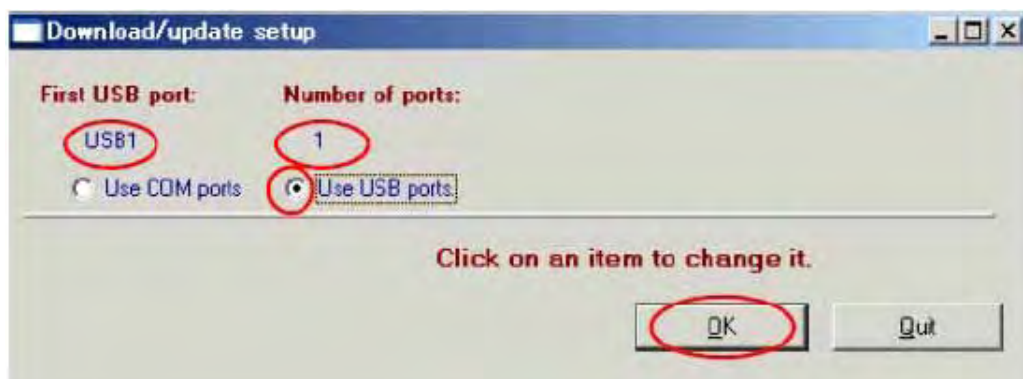 Download/update setup
First USB port: Number of ports:
USB1 1
Use COM ports Use USB ports
Click on an item to change it.
OK Quit